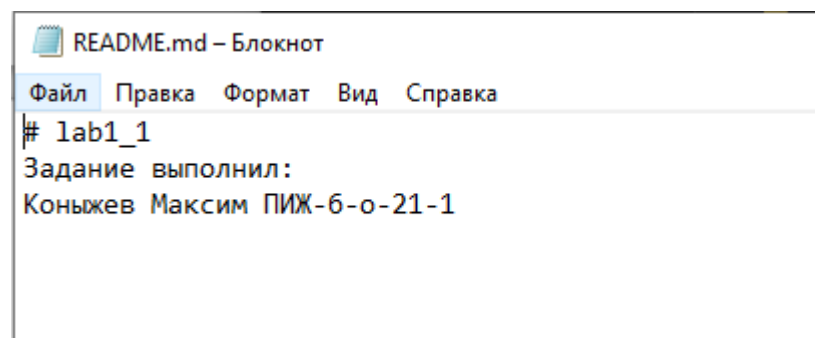 README.md – Блокнот
Файл Правка Формат Вид Справка
# lab1_1
Задание выполнил:
Коныжев Максим ПИЖ-б-о-21-1